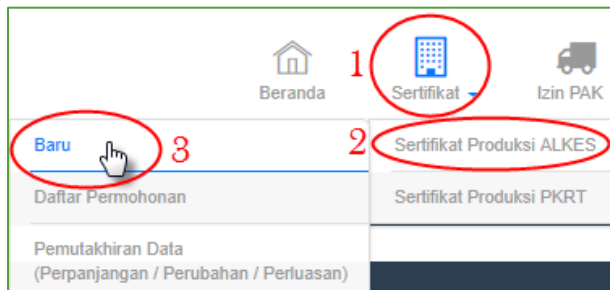 1
Beranda
Sertifikat
Izin PAK
Baru
3
2
Sertifikat Produksi ALKES
Daftar Permohonan
Sertifikat Produksi PKRT
Pemutakhiran Data
(Perpanjangan / Perubahan / Perluasan)